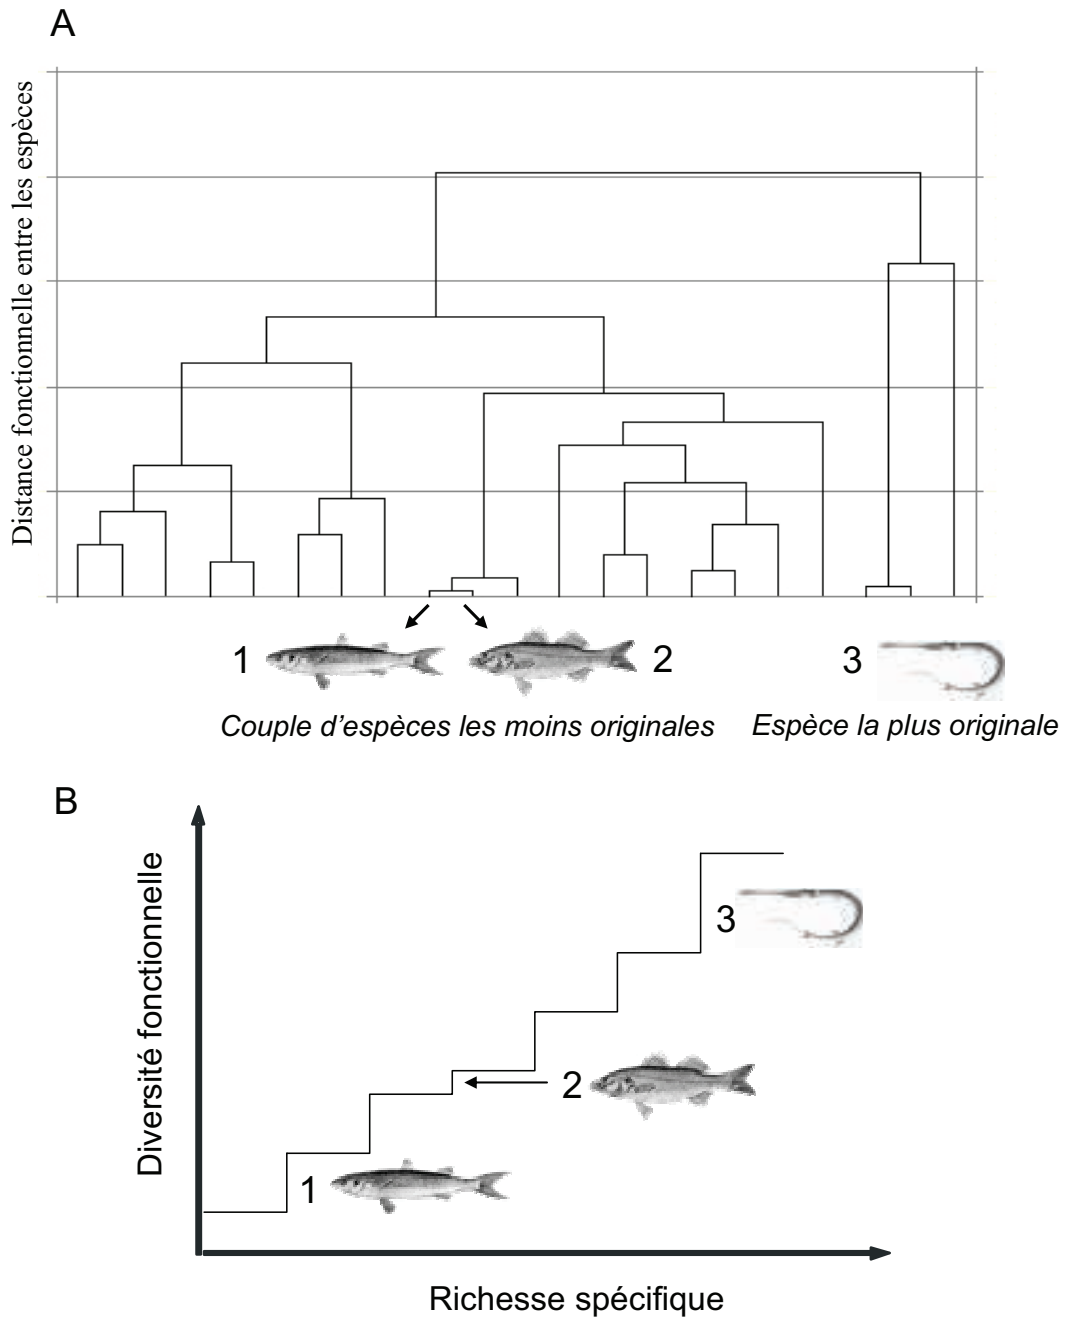 A
Distance fonctionnelle entre les espèces
1
2
3
Couple d'espèces les moins originales
Espèce la plus originale
B
Diversité fonctionnelle
3
2
1
Richesse spécifique